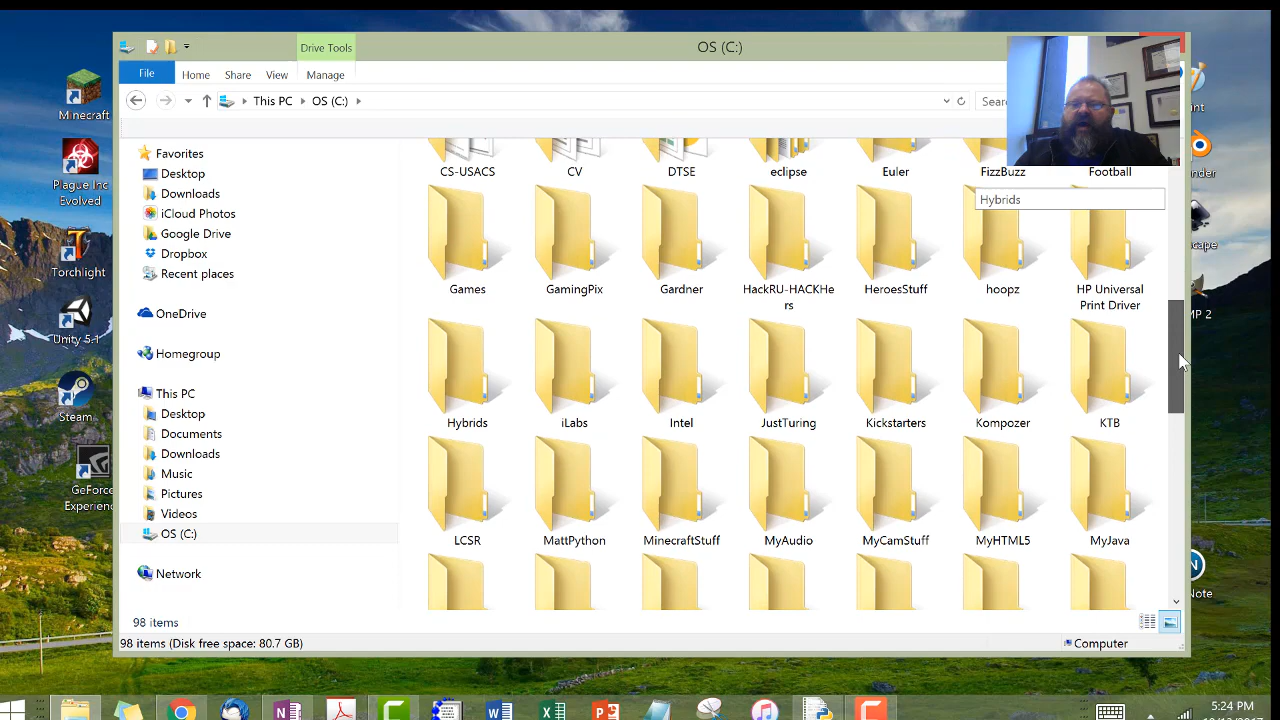 Drive Tools
OS (C:)
File
Home
Share
View
Manage
This PC
OS (C:)
Favorites
Desktop
Downloads
iCloud Photos
Google Drive
Dropbox
Recent places
OneDrive
Homegroup
This PC
Desktop
Documents
Downloads
Music
Pictures
Videos
OS (C:)
Network
CS-USACS
CV
DTSE
eclipse
Euler
FizzBuzz
Football
Hybrids
Games
GamingPix
Gardner
HackRU-HACKHe
rs
HeroesStuff
hoopz
HP Universal
Print Driver
Hybrids
iLabs
Intel
JustTuring
Kickstarters
Kompozer
KTB
LCSR
MattPython
MinecraftStuff
MyAudio
MyCamStuff
MyHTML5
MyJava
98 items
98 items (Disk free space: 80.7 GB)
Computer
Minecraft
Plague Inc
Evolved
Torchlight
Unity 5.1
Steam
GeForce
Experien
5:24 PM